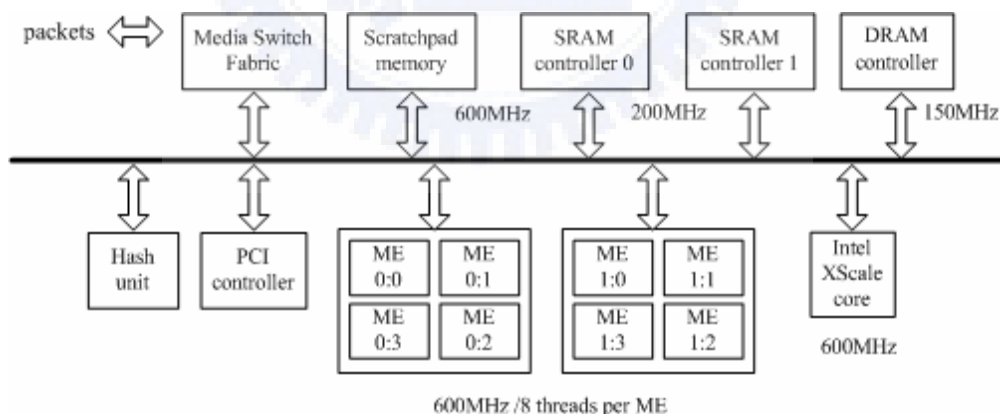 packets
Media Switch
Fabric
Scratchpad
memory
SRAM
controller 0
SRAM
controller 1
DRAM
controller
600MHz
200MHz
150MHz
Hash
unit
PCI
controller
ME
0:0
ME
0:1
ME
0:3
ME
0:2
ME
1:0
ME
1:1
ME
1:3
ME
1:2
Intel
XScale
core
600MHz
600MHz /8 threads per ME